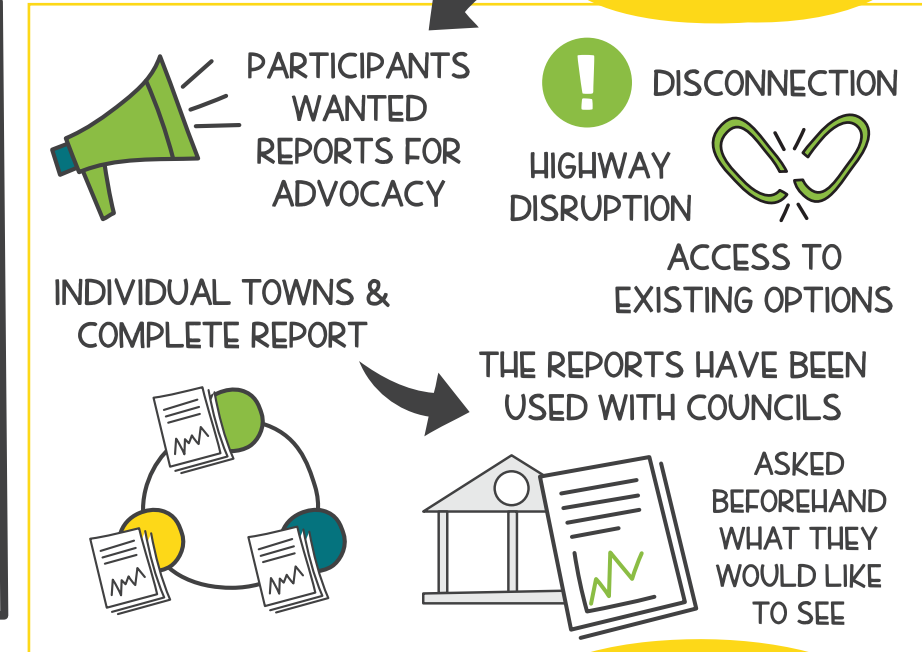 PARTICIPANTS
WANTED
REPORTS FOR
ADVOCACY
!
DISCONNECTION
HIGHWAY
DISRUPTION
ACCESS TO
EXISTING OPTIONS
INDIVIDUAL TOWNS &
COMPLETE REPORT
THE REPORTS HAVE BEEN
USED WITH COUNCILS
ASKED
BEFOREHAND
WHAT THEY
WOULD LIKE
TO SEE